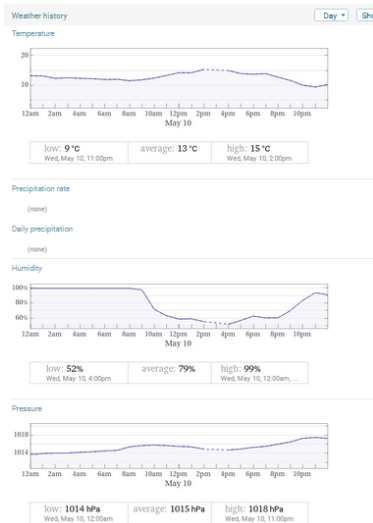 Weather history Day Sho
Temperature
20
10
12am 2am 4am 6am 8am 10am 12pm 2pm 4pm 6pm 8pm 10pm
May 10
low: 9 °C average: 13 °C high: 15 °C
Wed, May 10, 11:00pm Wed, May 10, 2:00pm
Precipitation rate
(none)
Daily precipitation
(none)
Humidity
100%
80%
60%
12am 2am 4am 6am 8am 10am 12pm 2pm 4pm 6pm 8pm 10pm
May 10
low: 52% average: 79% high: 99%
Wed, May 10, 4:00pm Wed, May 10, 12:00am, ...
Pressure
1018
1014
12am 2am 4am 6am 8am 10am 12pm 2pm 4pm 6pm 8pm 10pm
May 10
low: 1014 hPa average: 1015 hPa high: 1018 hPa
Wed, May 10, 12:00am Wed, May 10, 11:00pm